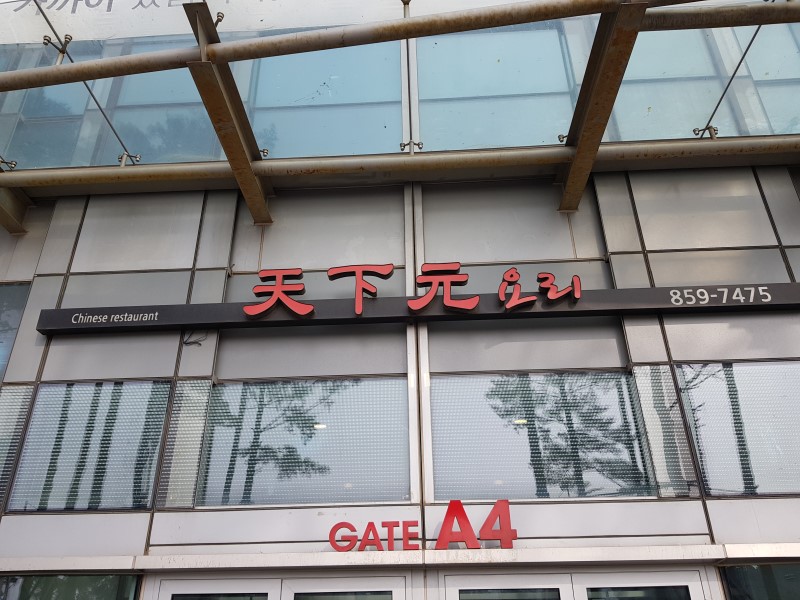 Chinese restaurant 天下元 요리 859-7475
GATE A4